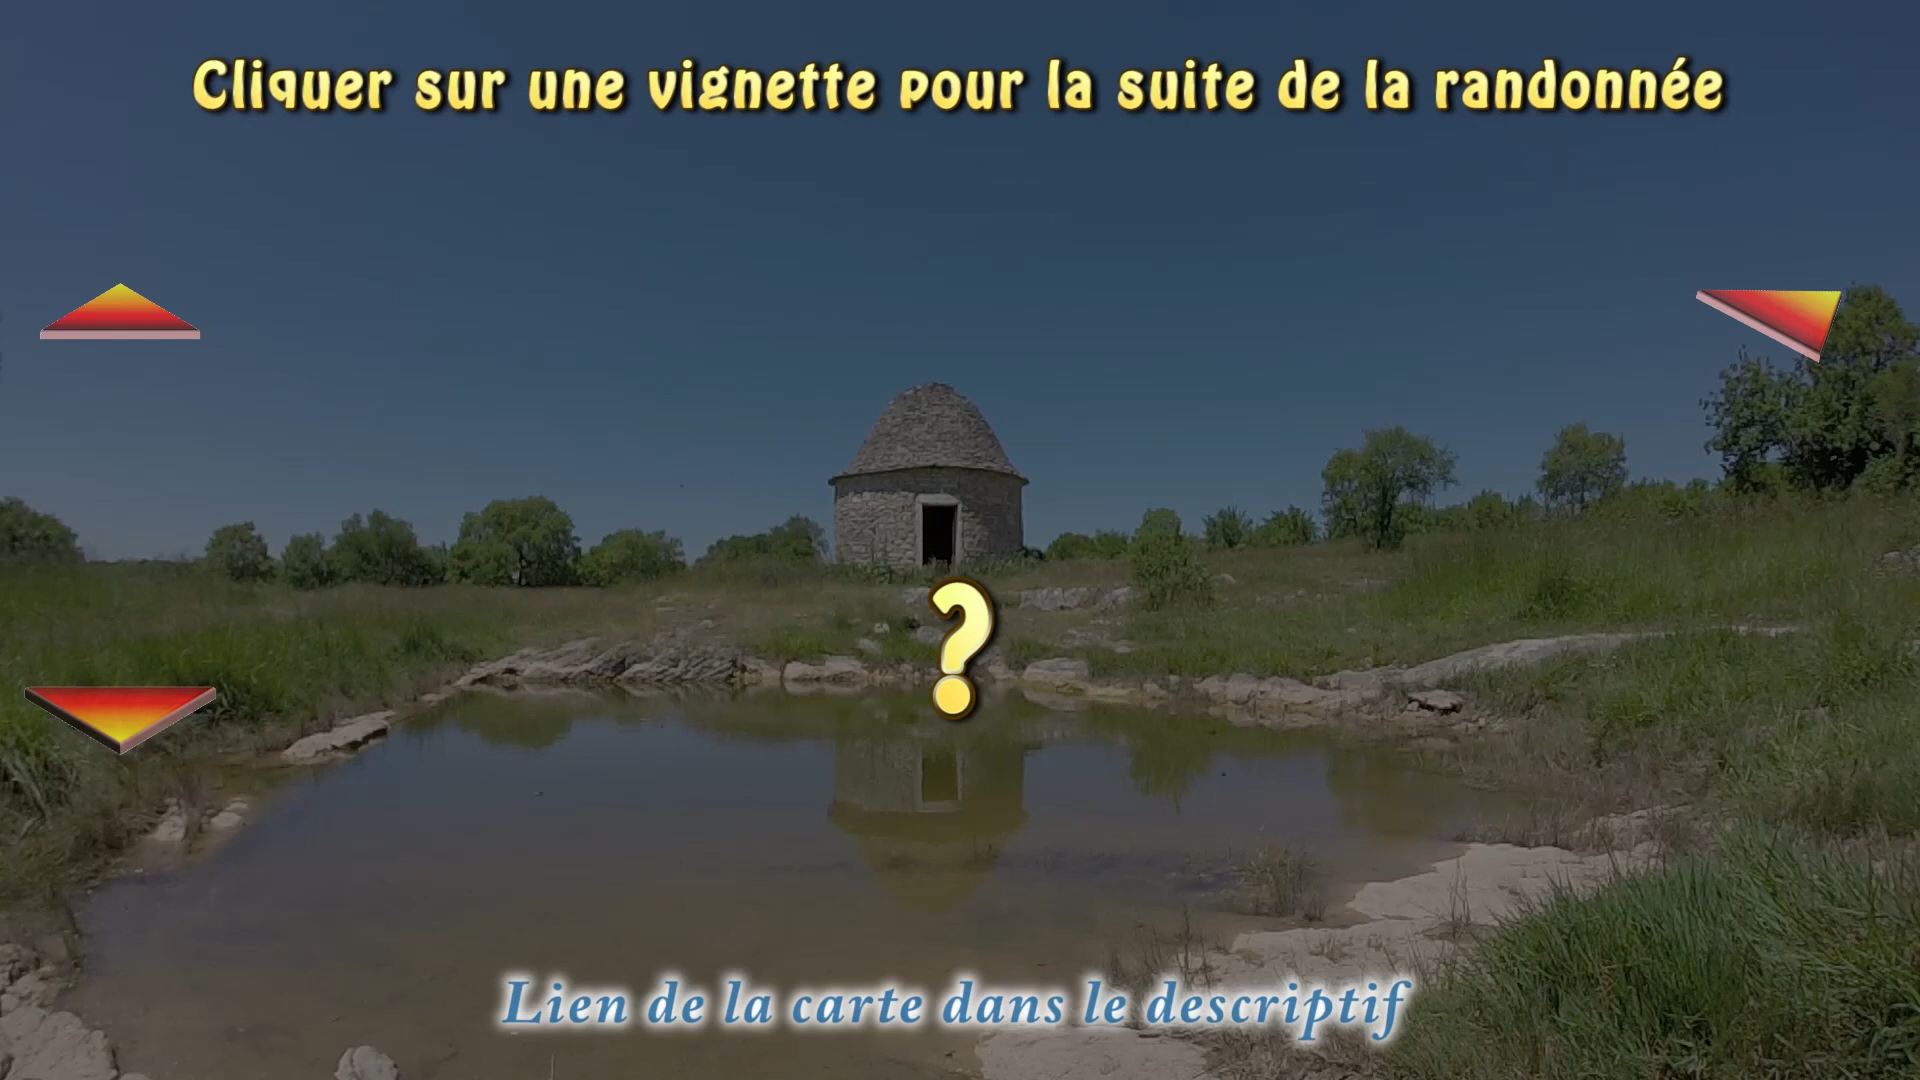 Cliquer sur une vignette pour la suite de la randonnée
?
Lien de la carte dans le descriptif